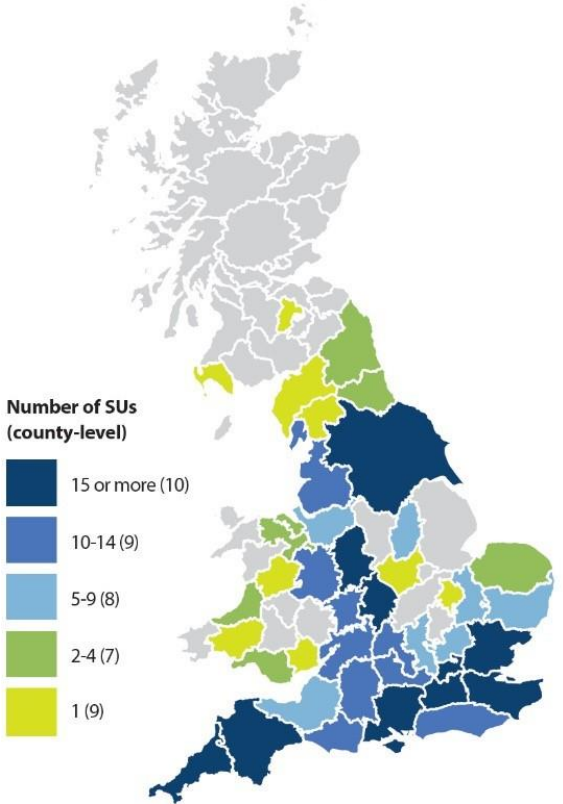 Number of SUs
(county-level)
15 or more (10)
10-14 (9)
5-9 (8)
2-4 (7)
1 (9)